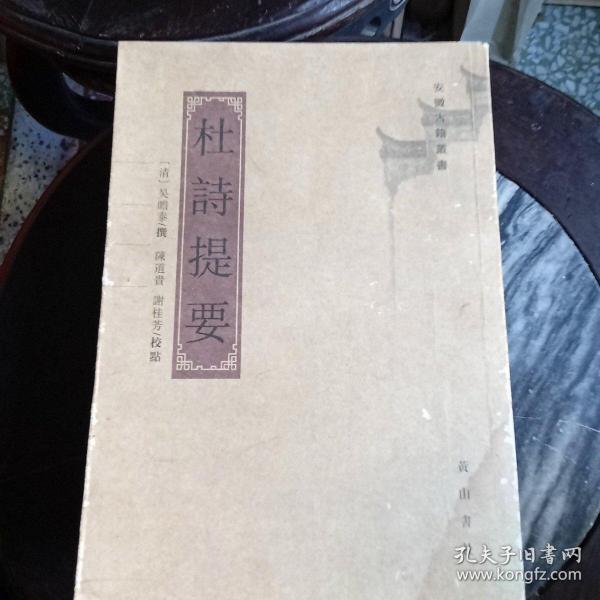 安徽古籍叢書
杜詩提要
〔清〕吳瞻泰/撰 陳道貴 謝桂芳/校點
黃山書社
孔夫子旧书网
www.kongfz.com